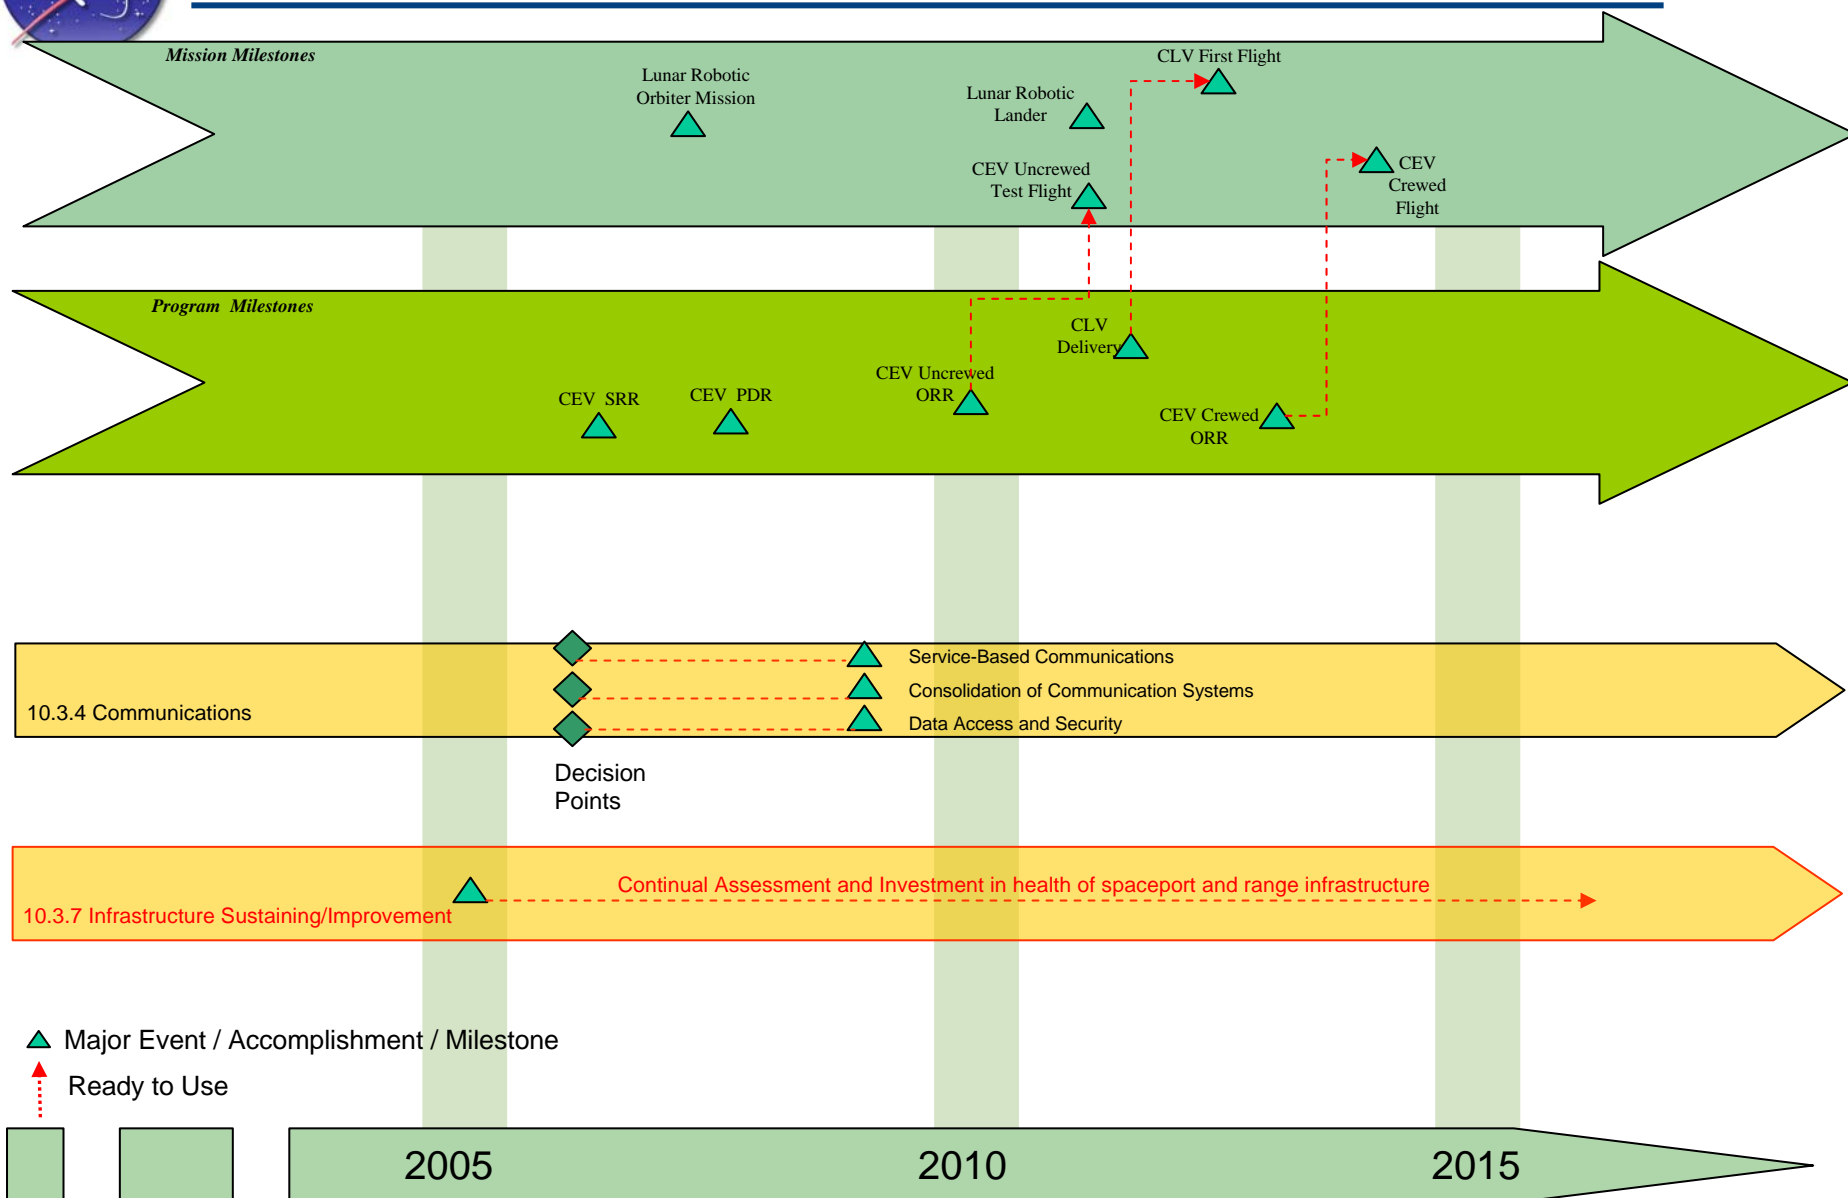 Mission Milestones
CLV First Flight
Lunar Robotic
Orbiter Mission
Lunar Robotic
Lander
CEV Uncrewed
Test Flight
CEV
Crewed
Flight
Program  Milestones
CLV
Delivery
CEV  SRR
CEV  PDR
CEV Uncrewed
ORR
CEV Crewed
ORR
10.3.4 Communications
Service-Based Communications
Consolidation of Communication Systems
Data Access and Security
Decision
Points
Continual Assessment and Investment in health of spaceport and range infrastructure
10.3.7 Infrastructure Sustaining/Improvement
Major Event / Accomplishment / Milestone
Ready to Use
2005
2010
2015